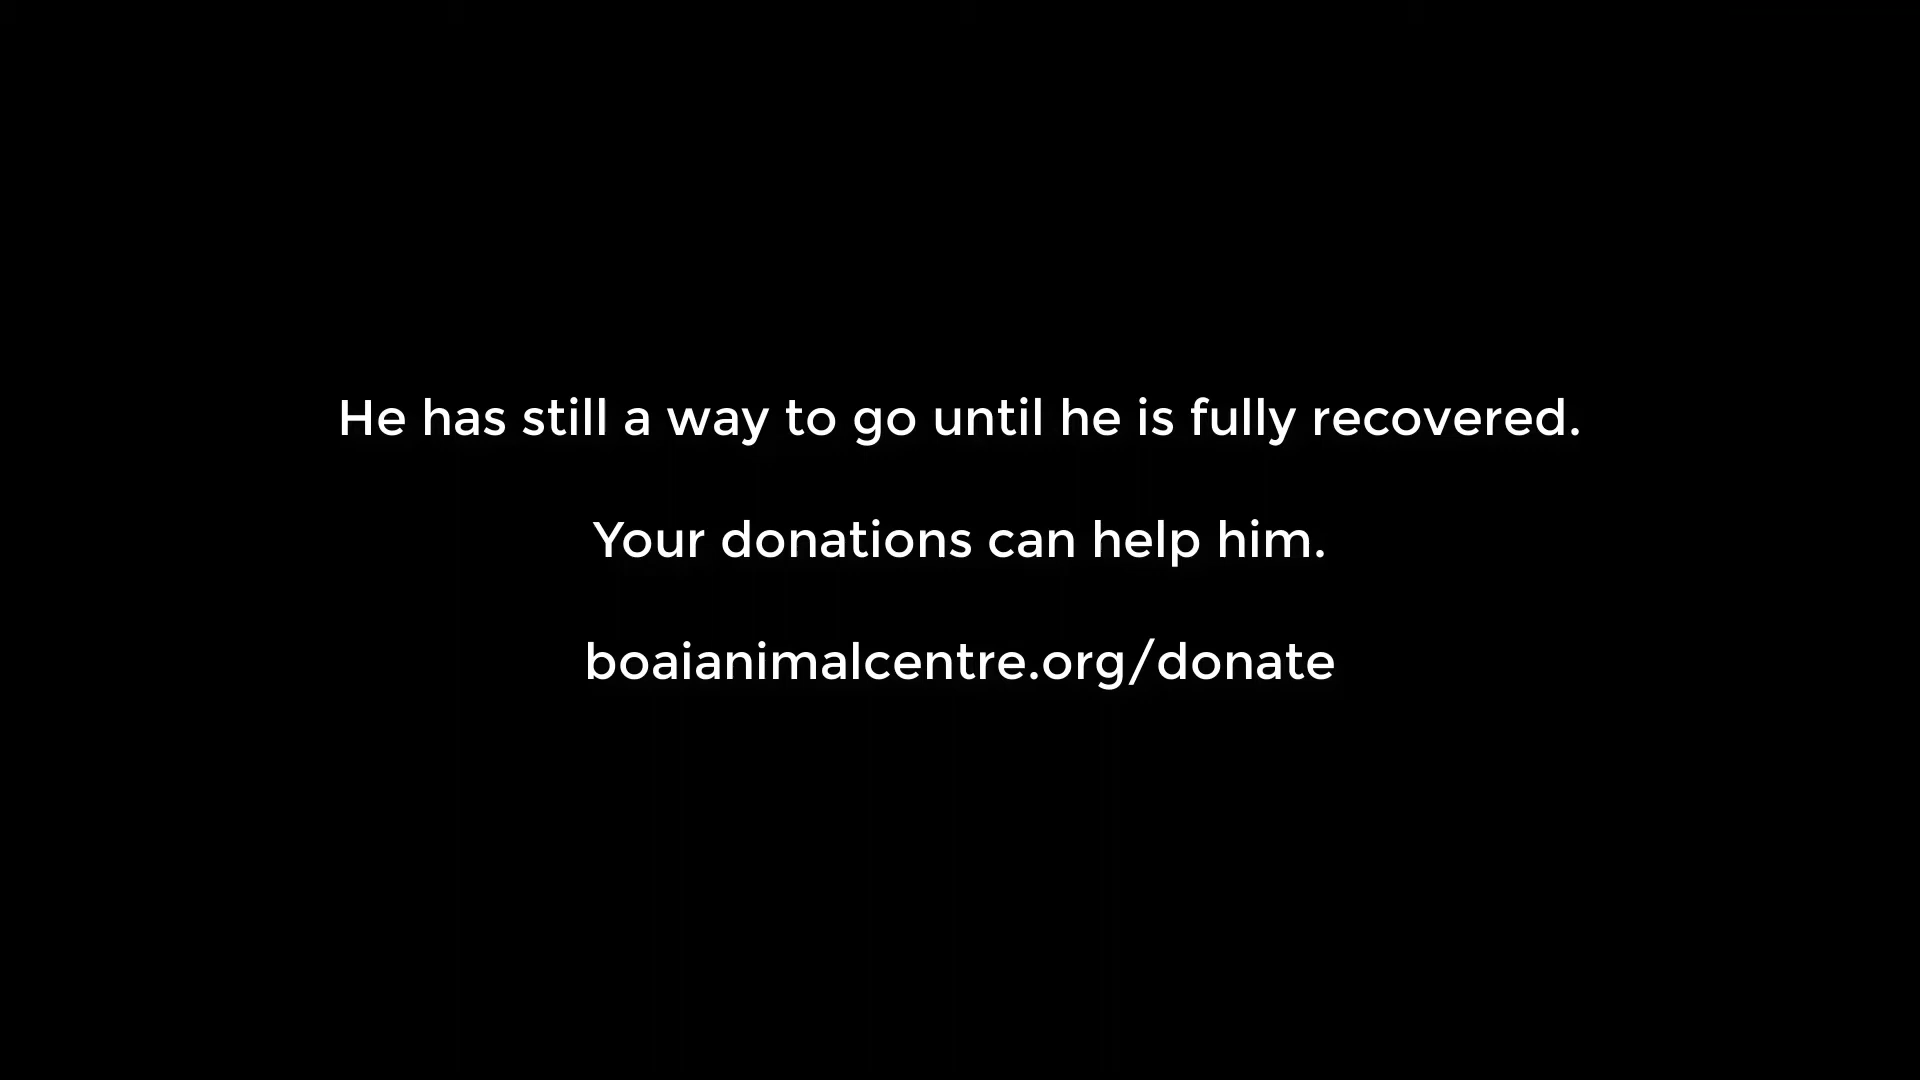 He has still a way to go until he is fully recovered.
Your donations can help him.
boaianimalcentre.org/donate